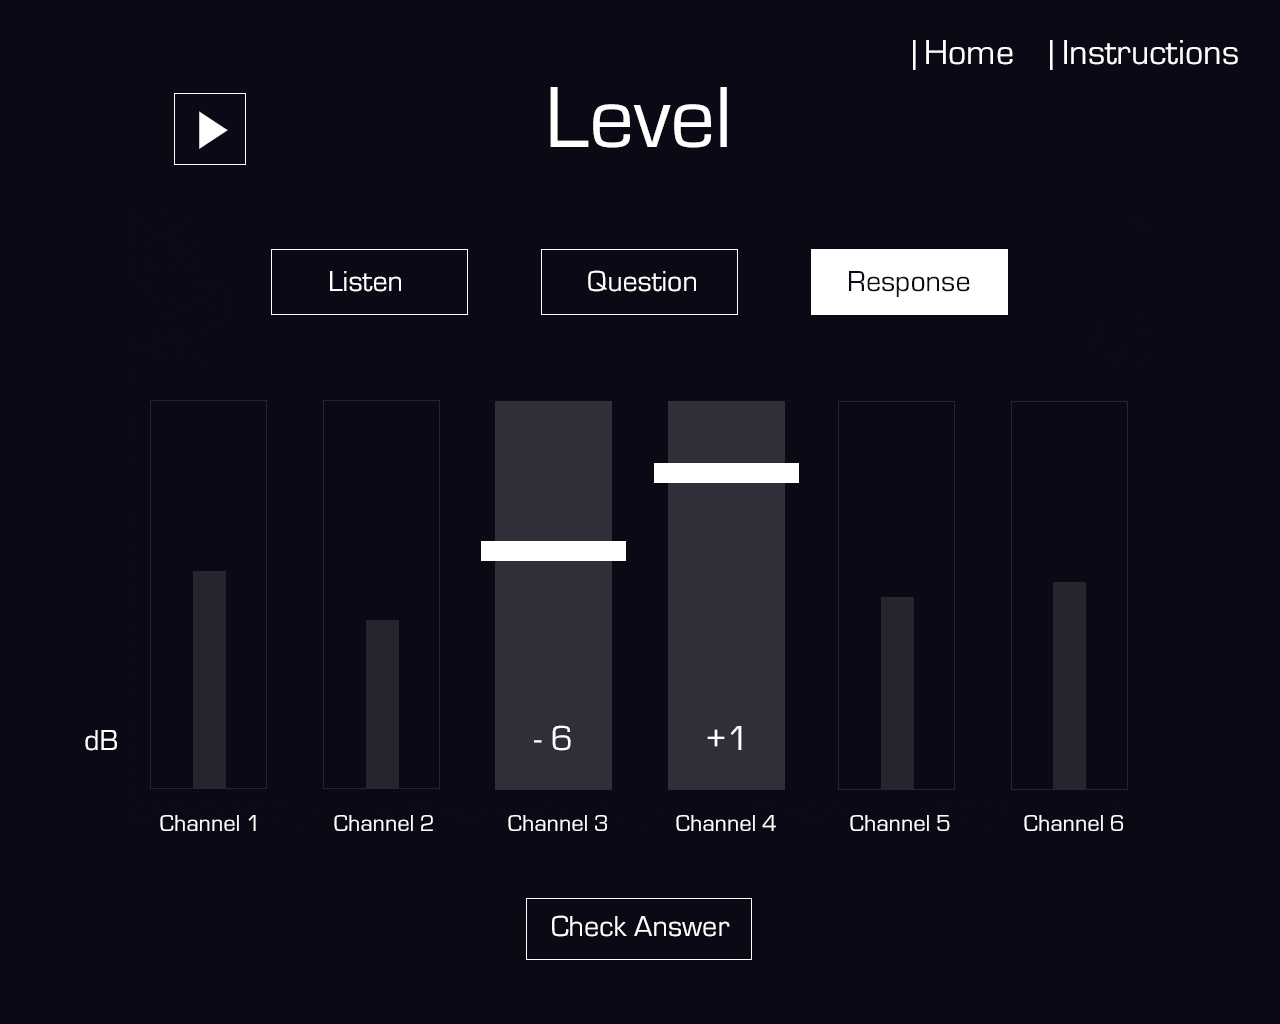 |Home |Instructions
Level
Listen Question Response
dB - 6 +1
Channel 1 Channel 2 Channel 3 Channel 4 Channel 5 Channel 6
Check Answer